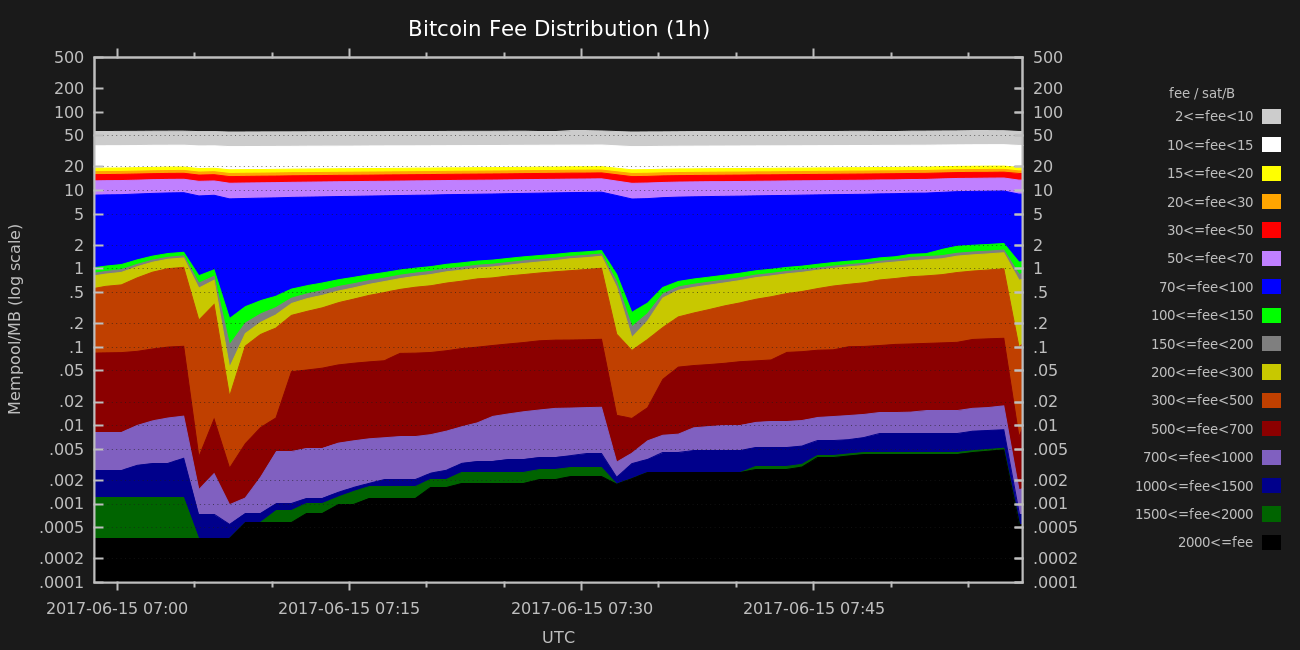 Bitcoin Fee Distribution (1h)
500
200
100
50
20
10
5
2
1
.5
.2
.1
.05
.02
.01
.005
.002
.001
.0005
.0002
.0001
Mempool/MB (log scale)
500
200
100
50
20
10
5
2
1
.5
.2
.1
.05
.02
.01
.005
.002
.001
.0005
.0002
.0001
2017-06-15 07:00
2017-06-15 07:15
2017-06-15 07:30
2017-06-15 07:45
UTC
fee / sat/B
2<=fee<10
10<=fee<15
15<=fee<20
20<=fee<30
30<=fee<50
50<=fee<70
70<=fee<100
100<=fee<150
150<=fee<200
200<=fee<300
300<=fee<500
500<=fee<700
700<=fee<1000
1000<=fee<1500
1500<=fee<2000
2000<=fee